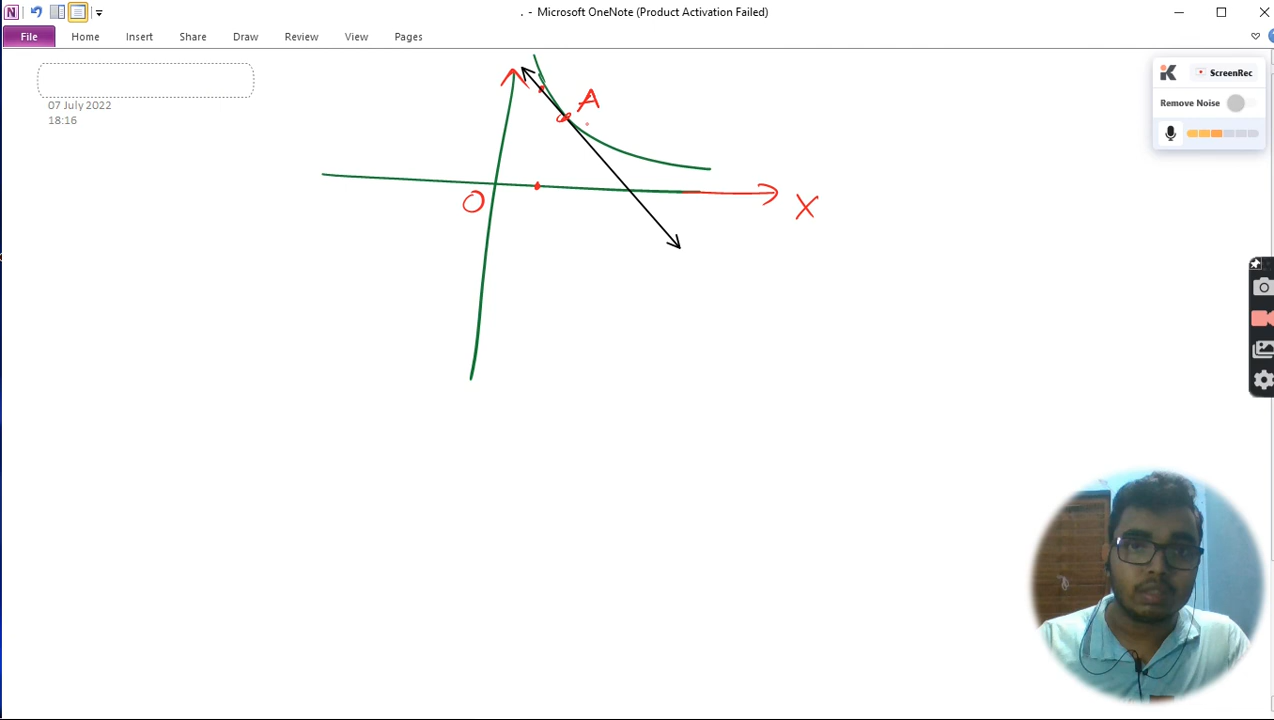 . - Microsoft OneNote (Product Activation Failed)
File Home Insert Draw Review View Pages
ScreenRec
Remove Noise
07 July 2022
18:16
A
O
X